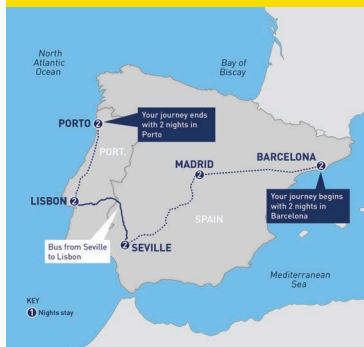 North
Atlantic
Ocean
Bay of
Biscay
PORTO
2
Your journey ends
with 2 nights in
Porto
PORT.
MADRID
2
BARCELONA
2
Your journey begins
with 2 nights in
Barcelona
LISBON
2
SPAIN
Bus from Seville
to Lisbon
2
SEVILLE
Mediterranean
Sea
KEY
1 Nights stay